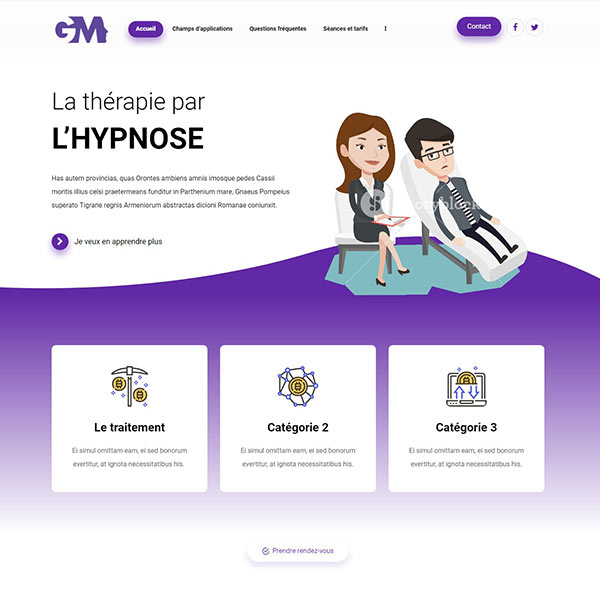 GM
Accueil
Champs d'applications
Questions fréquentes
Séances et tarifs
Contact
La thérapie par
L'HYPNOSE
Has autem provincias, quas Orontes ambiens amnis imosque pedes Cassii
montis illius celsi praetermeans funditur in Parthenium mare, Gnaeus Pompeius
superato Tigrane regnis Armeniorum abstractas dicioni Romanae coniunxit.
Je veux en apprendre plus
Le traitement
Ei simul omittam eam, ei sed bonorum
evertitur, at ignota necessitatibus his.
Catégorie 2
Ei simul omittam eam, ei sed bonorum
evertitur, at ignota necessitatibus his.
Catégorie 3
Ei simul omittam eam, ei sed bonorum
evertitur, at ignota necessitatibus his.
Prendre rendez-vous